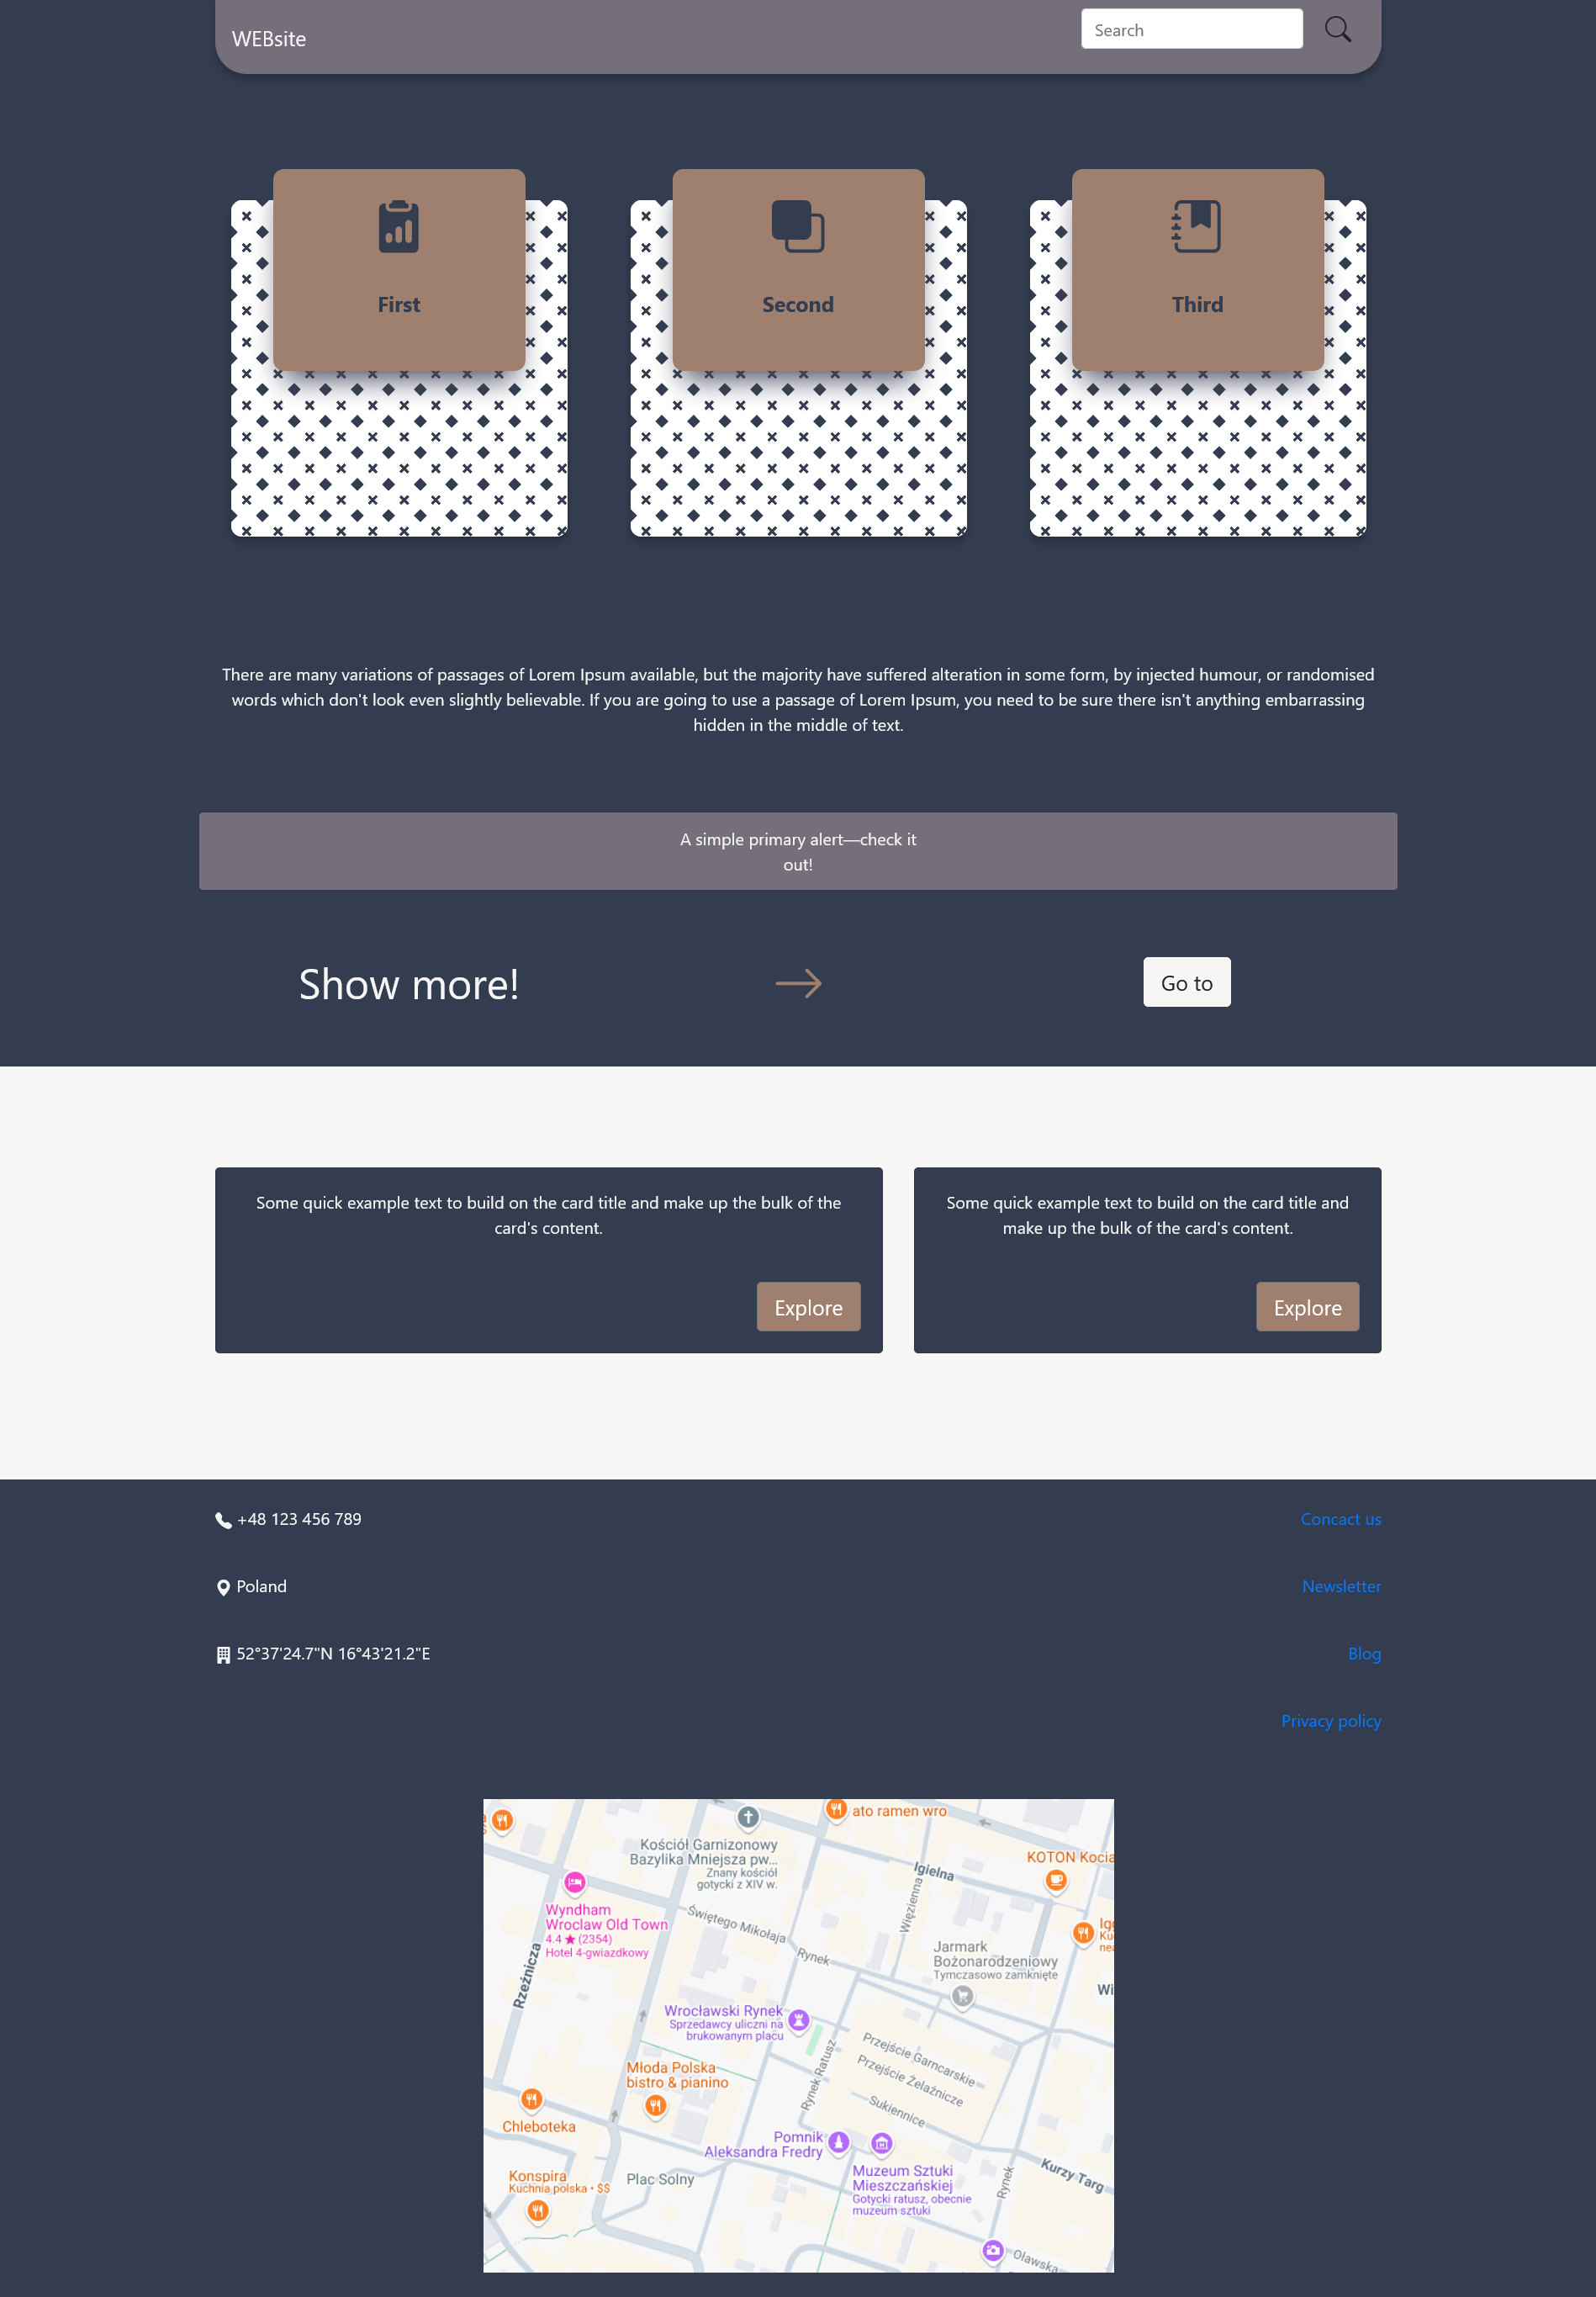 WEBsite
Search
First
Second
Third
There are many variations of passages of Lorem Ipsum available, but the majority have suffered alteration in some form, by injected humour, or randomised
words which don't look even slightly believable. If you are going to use a passage of Lorem Ipsum, you need to be sure there isn't anything embarrassing
hidden in the middle of text.
A simple primary alert—check it
out!
Show more!
Go to
Some quick example text to build on the card title and make up the bulk of the
card's content.
Explore
Some quick example text to build on the card title and
make up the bulk of the card's content.
Explore
+48 123 456 789
Concact us
Poland
Newsletter
52°37'24.7"N 16°43'21.2"E
Blog
Privacy policy
ato ramen wro
Kościół Garnizonowy
Bazylika Mniejsza pw...
Znany kościół
gotycki z XIV w.
KOTON Kocia
Igielna
Więzienna
Wyndham
Wroclaw Old Town
4.4 ★ (2354)
Hotel 4-gwiazdkowy
Świętego Mikołaja
Rynek
Jarmark
Bożonarodzeniowy
Tymczasowo zamknięte
Rzeźnicza
Wrocławski Rynek
Sprzedawcy uliczni na
brukowanym placu
Przejście Garncarskie
Przejście Żelaźnicze
Sukiennice
Rynek Ratusz
Młoda Polska
bistro & pianino
Chleboteka
Pomnik
Aleksandra Fredry
Muzeum Sztuki
Mieszczańskiej
Gotycki ratusz, obecnie
muzeum sztuki
Kurzy Targ
Rynek
Konspira
Kuchnia polska • $$
Plac Solny
Oławska